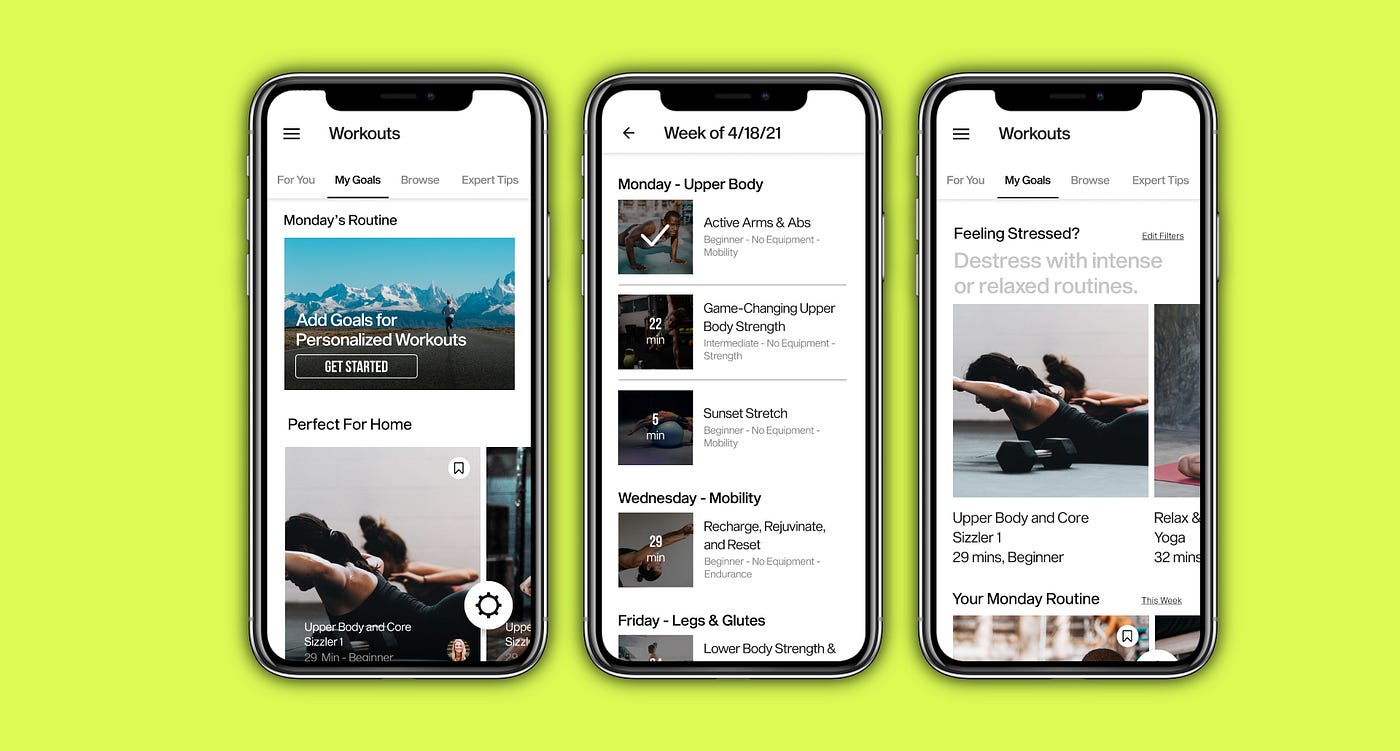 Workouts
For You
My Goals
Browse
Expert Tips
Monday's Routine
Add Goals for
Personalized Workouts
GET STARTED
Perfect For Home
Upper Body and Core
Sizzler 1
29 Min - Beginner
Week of 4/18/21
Monday - Upper Body
Active Arms & Abs
Beginner - No Equipment -
Mobility
22
min
Game-Changing Upper
Body Strength
Intermediate - No Equipment -
Strength
5
min
Sunset Stretch
Beginner - No Equipment -
Mobility
Wednesday - Mobility
29
min
Recharge, Rejuvinate,
and Reset
Beginner - No Equipment -
Endurance
Friday - Legs & Glutes
Lower Body Strength &
Workouts
For You
My Goals
Browse
Expert Tips
Feeling Stressed?
Edit Filters
Destress with intense
or relaxed routines.
Upper Body and Core
Sizzler 1
29 mins, Beginner
Relax &
Yoga
32 mins
Your Monday Routine
This Week